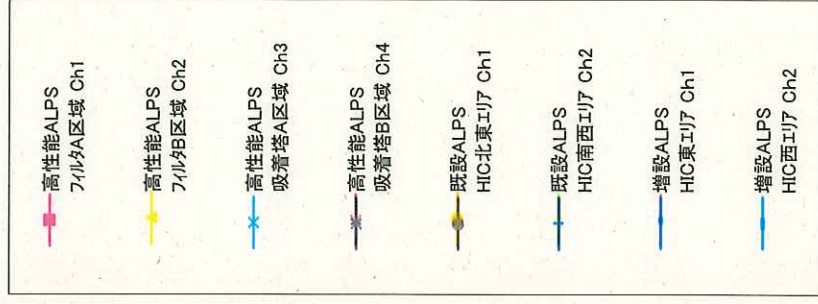 高性能ALPS
フィルタA区域 Ch1
高性能ALPS
フィルタB区域 Ch2
高性能ALPS
吸着塔A区域 Ch3
高性能ALPS
吸着塔B区域 Ch4
既設ALPS
HIC北東エリア Ch1
既設ALPS
HIC南西エリア Ch2
増設ALPS
HIC東エリア Ch1
増設ALPS
HIC西エリア Ch2